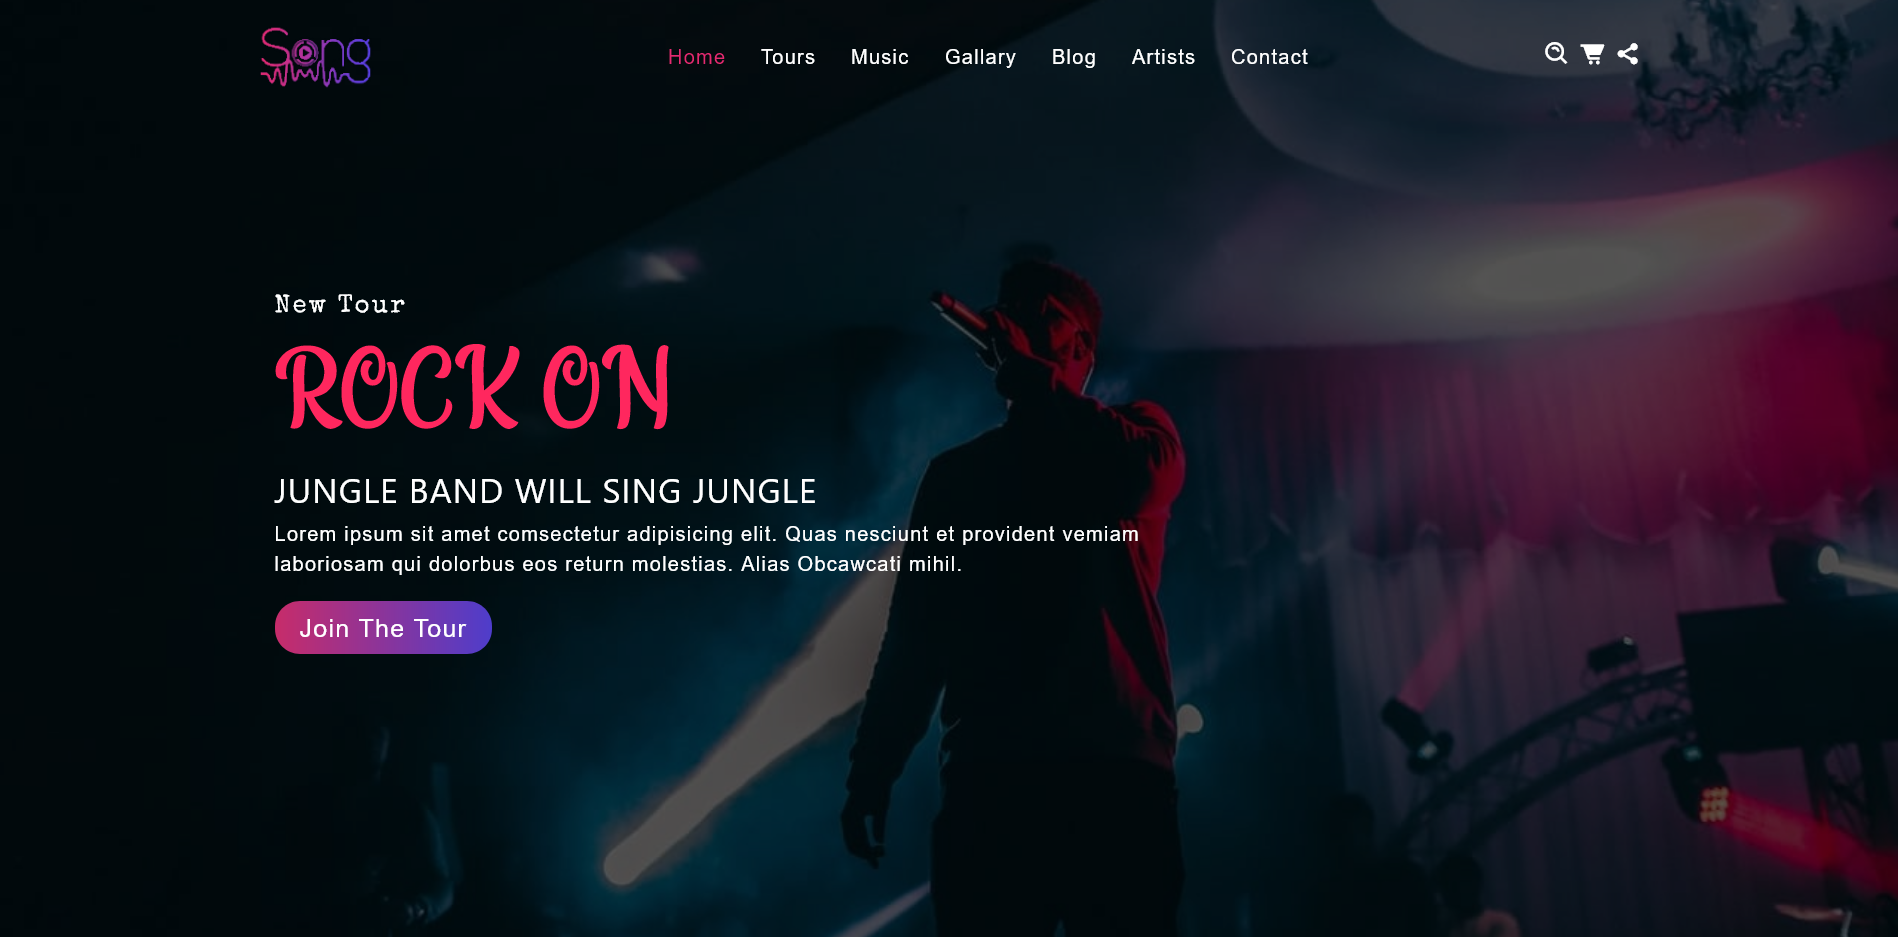 Song
Home Tours Music Gallary Blog Artists Contact
New Tour
ROCK ON
JUNGLE BAND WILL SING JUNGLE
Lorem ipsum sit amet comsectetur adipisicing elit. Quas nesciunt et provident vemiam
laboriosam qui dolorbus eos return molestias. Alias Obcawcati mihil.
Join The Tour